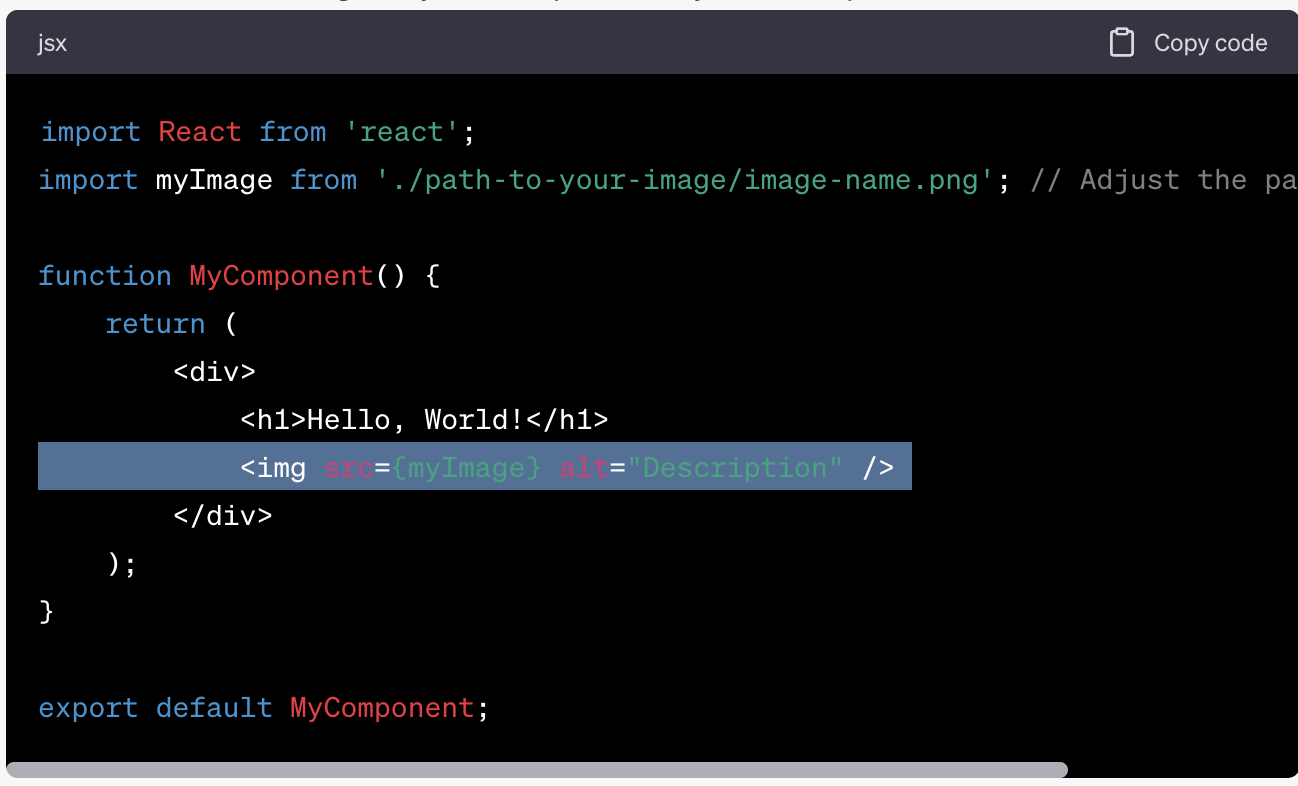 jsx
Copy code
import React from 'react';
import myImage from './path-to-your-image/image-name.png'; // Adjust the
function MyComponent() {
return (
<div>
<h1>Hello, World!</h1>
<img src={myImage} alt="Description" />
</div>
);
}
export default MyComponent;